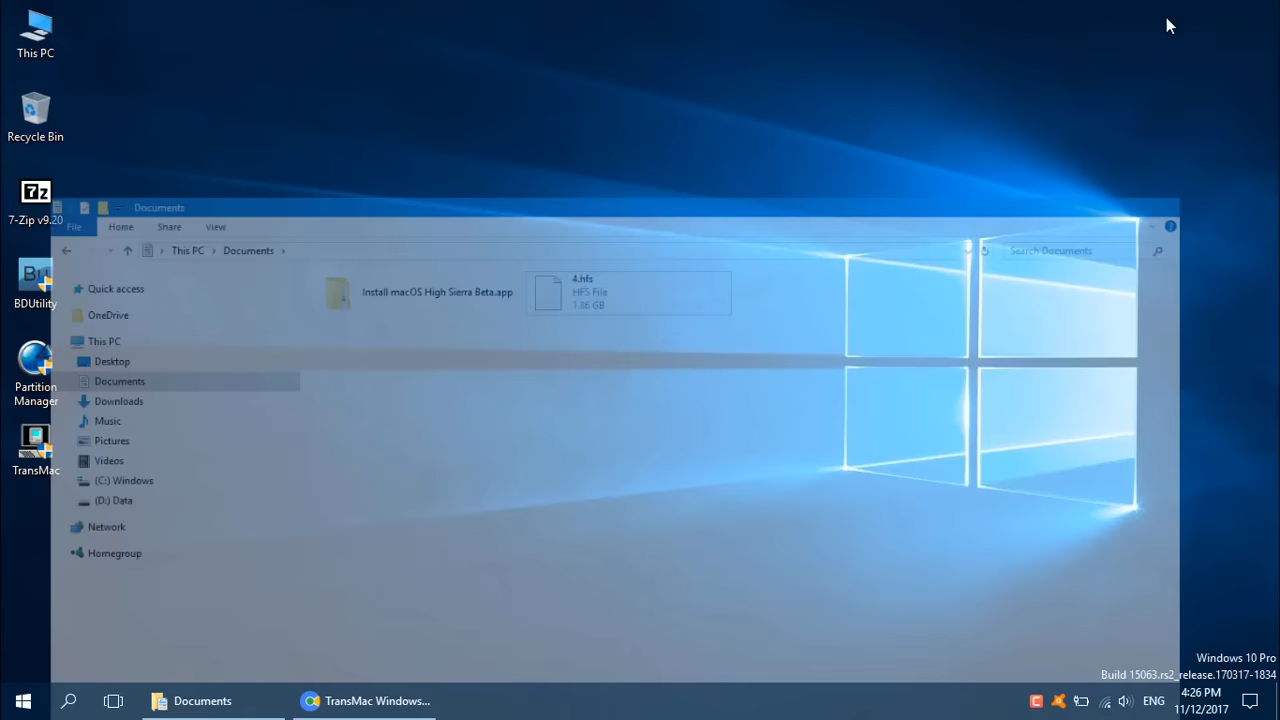 This PC
Recycle Bin
7z
7-Zip v9.20
BU
BDUtility
Partition
Manager
TransMac
Documents
File
Home
Share
View
This PC
Documents
Search Documents
Quick access
OneDrive
This PC
Desktop
Documents
Downloads
Music
Pictures
Videos
(C:) Windows
(D:) Data
Network
Homegroup
Install macOS High Sierra Beta.app
4.hfs
HFS File
1.86 GB
Windows 10 Pro
Build 15063.rs2_release.170317-1834
Documents
TransMac Windows...
ENG
4:26 PM
11/12/2017